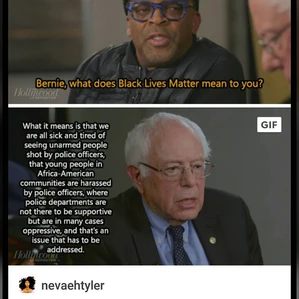 Hollywood
Bernie, what does Black Lives Matter mean to you?
GIF
What it means is that we
are all sick and tired of
seeing unarmed people
shot by police officers,
that young people in
Africa-American
communities are harassed
by police officers, where
police departments are
not there to be supportive
but are in many cases
oppressive, and that's an
issue that has to be
addressed.
Hollywood
nevaehtyler